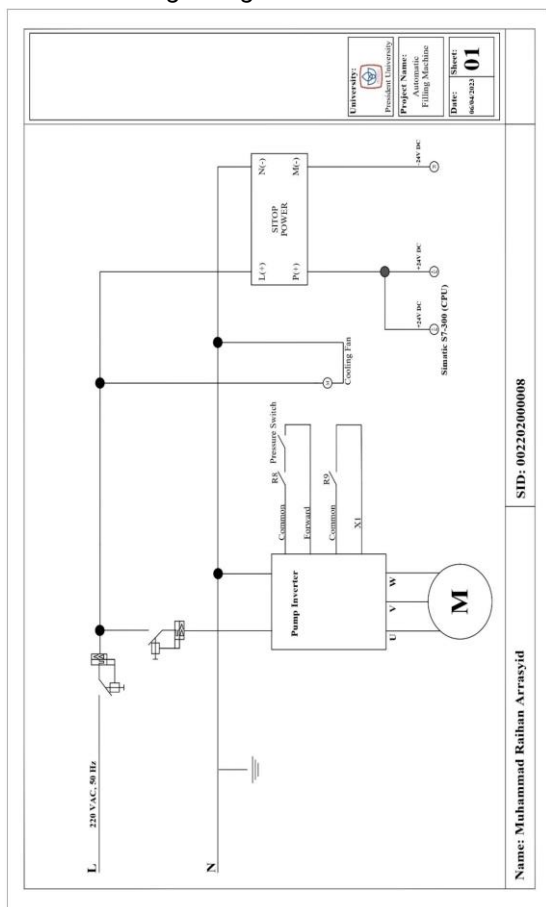 University:
President University
Project Name:
Automatic
Filling Machine
Date:
06/04/2023
Sheet:
01
L
220 VAC, 50 Hz
N
Pump Inverter
Common
R8
Pressure Switch
Forward
Common
R9
X1
U
V
W
M
Cooling Fan
L(+)
N(-)
SITOP
POWER
P(+)
M(-)
+24V DC
+24V DC
-24V DC
Simatic S7-300 (CPU)
Name: Muhammad Raihan Arrasyid
SID: 002202000008